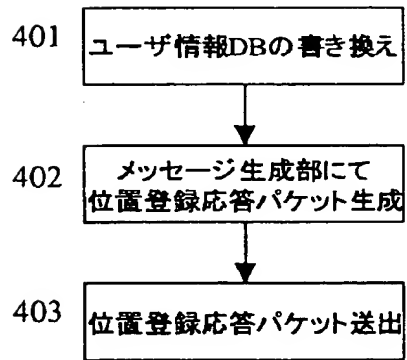 401
ユーザ情報DBの書き換え
402
メッセージ生成部にて
位置登録応答パケット生成
403
位置登録応答パケット送出